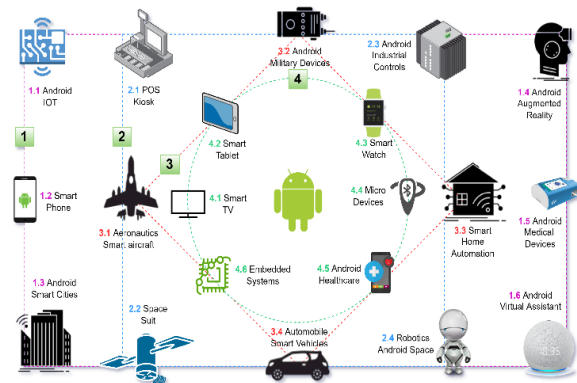 3.2 Android
Military Devices
2.3 Android
Industrial
Controls
1.1 Android
IOT
2.1 POS
Kiosk
1.4 Android
Augmented
Reality
4
1
2
3
4.2 Smart
Tablet
4.3 Smart
Watch
1.2 Smart
Phone
4.1 Smart
TV
4.4 Micro
Devices
3.1 Aeronautics
Smart aircraft
3.3 Smart
Home
Automation
1.5 Android
Medical
Devices
1.3 Android
Smart Cities
4.6 Embedded
Systems
4.5 Android
Healthcare
2.2 Space
Suit
1.6 Android
Virtual Assistant
3.4 Automobile,
Smart Vehicles
2.4 Robotics
Android Space